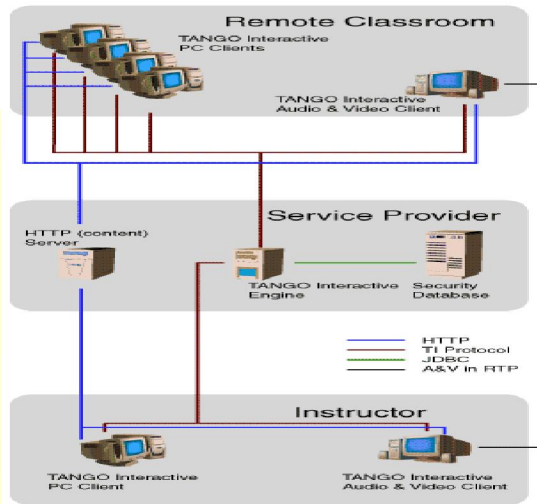 Remote Classroom
TANGO Interactive
PC Clients
TANGO Interactive
Audio & Video Client
Service Provider
HTTP (content)
Server
TANGO Interactive
Engine
Security
Database
HTTP
TI Protocol
JDBC
A&V in RTP
Instructor
TANGO Interactive
PC Client
TANGO Interactive
Audio & Video Client